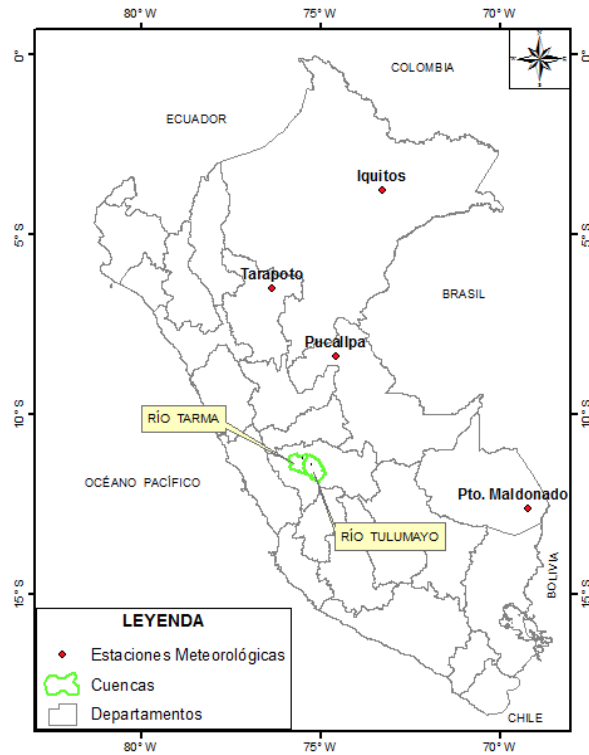 80° W
75° W
70° W
0°
0°
COLOMBIA
ECUADOR
Iquitos
5°S
5°S
Tarapoto
BRASIL
Pucallpa
10°S
10°S
RÍO TARMA
OCÉANO PACÍFICO
Pto. Maldonado
RÍO TULUMAYO
BOLIVIA
15°S
15°S
LEYENDA
Estaciones Meteorológicas
Cuencas
Departamentos
CHILE
80° W
75° W
70° W